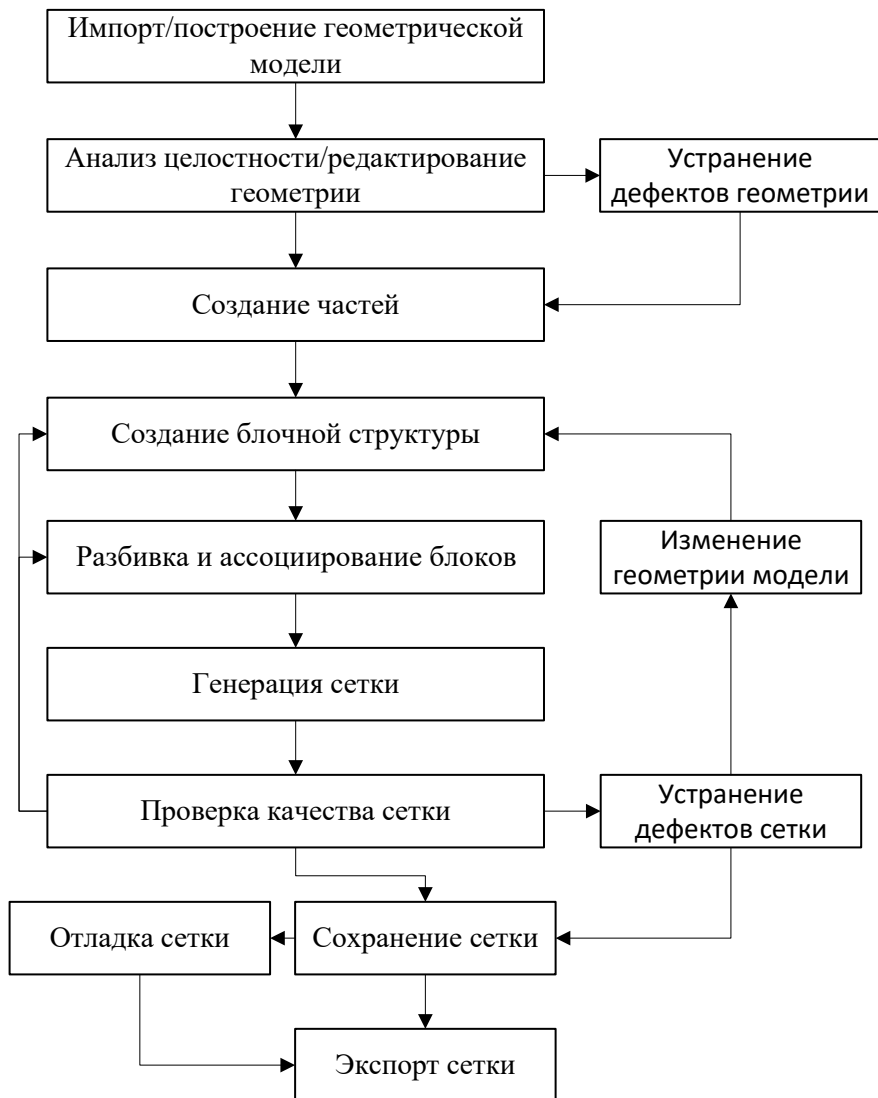 Импорт/построение геометрической
модели
Анализ целостности/редактирование
геометрии
Устранение
дефектов геометрии
Создание частей
Создание блочной структуры
Разбивка и ассоциирование блоков
Изменение
геометрии модели
Генерация сетки
Проверка качества сетки
Устранение
дефектов сетки
Отладка сетки
Сохранение сетки
Экспорт сетки